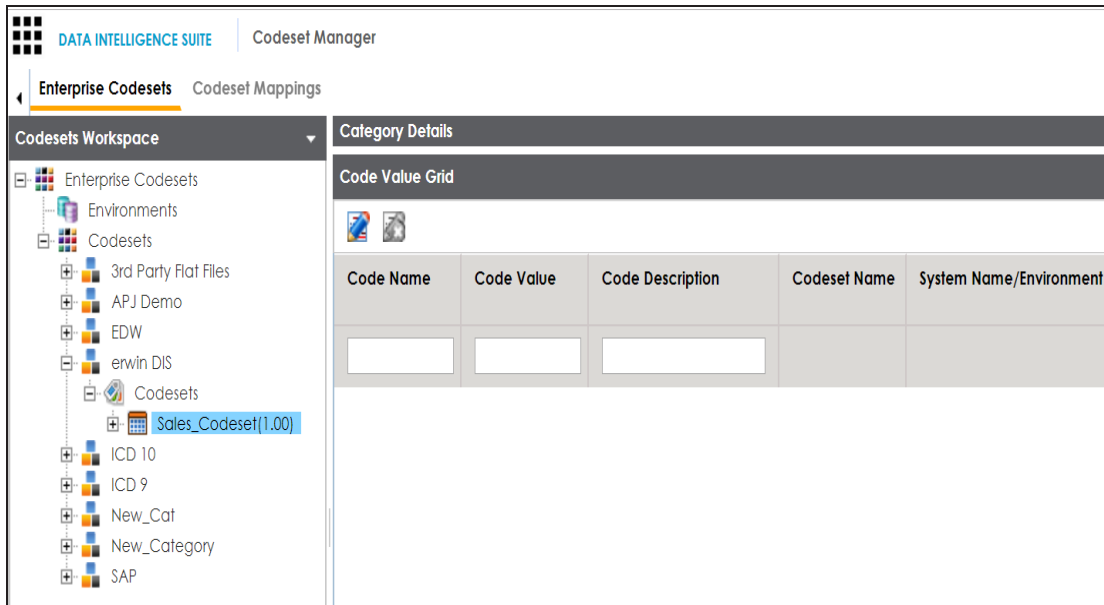 DATA INTELLIGENCE SUITE Codeset Manager
Enterprise Codesets Codeset Mappings
Codesets Workspace
Enterprise Codesets
Environments
Codesets
3rd Party Flat Files
APJ Demo
EDW
erwin DIS
Codesets
Sales_Codeset(1.00)
ICD 10
ICD 9
New_Cat
New_Category
SAP
Category Details
Code Value Grid
Code Name Code Value Code Description Codeset Name System Name/Environment